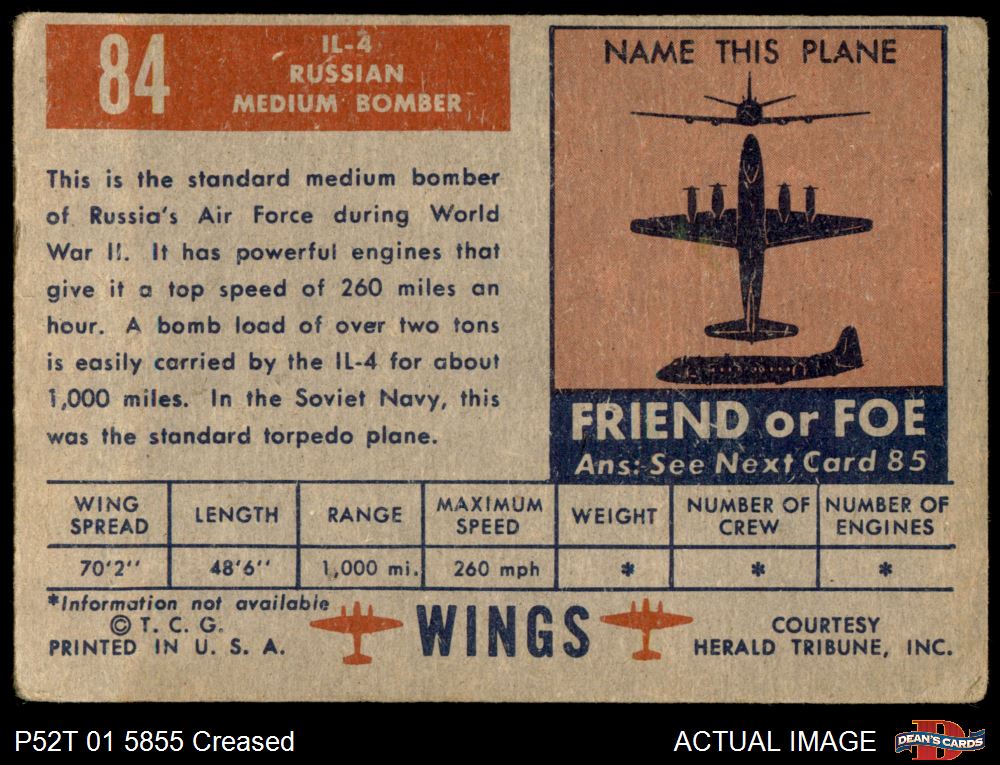 84
IL-4
RUSSIAN
MEDIUM BOMBER
This is the standard medium bomber
of Russia's Air Force during World
War II. It has powerful engines that
give it a top speed of 260 miles an
hour. A bomb load of over two tons
is easily carried by the IL-4 for about
1,000 miles. In the Soviet Navy, this
was the standard torpedo plane.
NAME THIS PLANE
FRIEND or FOE
Ans: See Next Card 85
WING SPREAD LENGTH RANGE MAXIMUM SPEED WEIGHT NUMBER OF CREW NUMBER OF ENGINES
70'2'' 48'6'' 1,000 mi. 260 mph * * *
*Information not available
© T. C. G.
PRINTED IN U. S. A.
WINGS
COURTESY
HERALD TRIBUNE, INC.
P52T 01 5855 Creased
ACTUAL IMAGE
D
DEAN'S CARDS